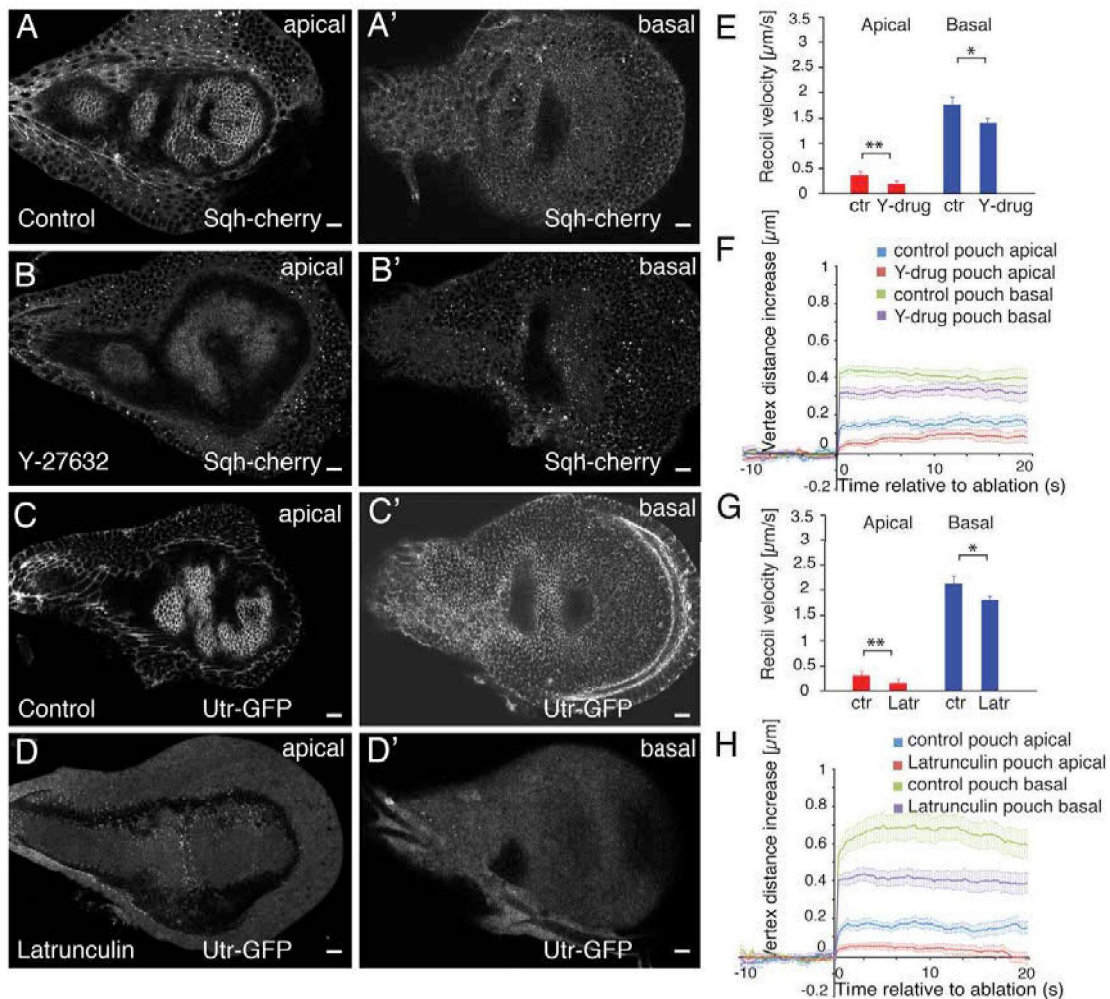 A apical
Control Sqh-cherry
A' basal
Sqh-cherry
B apical
Y-27632 Sqh-cherry
B' basal
Sqh-cherry
C apical
Control Utr-GFP
C' basal
Utr-GFP
D apical
Latrunculin Utr-GFP
D' basal
Utr-GFP
E
Apical Basal
Recoil velocity [µm/s]
3.5
3
2.5
2
1.5
1
0.5
0
** *
ctr Y-drug ctr Y-drug
F
control pouch apical
Y-drug pouch apical
control pouch basal
Y-drug pouch basal
Vertex distance increase [µm]
1
0.8
0.6
0.4
0.2
0
-0.2
-10 0 10 20
Time relative to ablation (s)
G
Apical Basal
Recoil velocity [µm/s]
3.5
3
2.5
2
1.5
1
0.5
0
** *
ctr Latr ctr Latr
H
control pouch apical
Latrunculin pouch apical
control pouch basal
Latrunculin pouch basal
Vertex distance increase [µm]
1
0.8
0.6
0.4
0.2
0
-0.2
-10 0 10 20
Time relative to ablation (s)